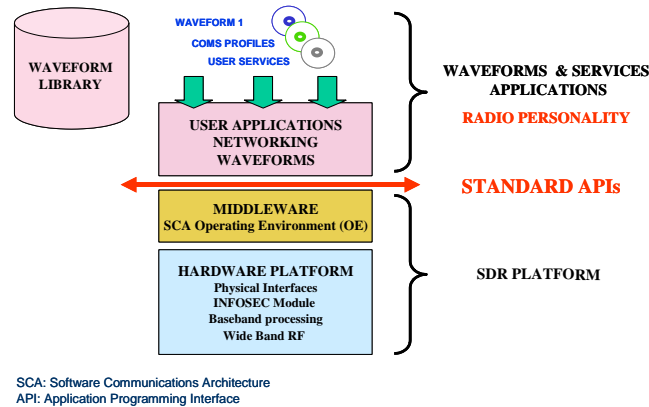 WAVEFORM LIBRARY
WAVEFORM 1
COMS PROFILES
USER SERViCES
USER APPLICATIONS
NETWORKING
WAVEFORMS
WAVEFORMS & SERVICES
APPLICATIONS
RADIO PERSONALITY
STANDARD APIs
MIDDLEWARE
SCA Operating Environment (OE)
HARDWARE PLATFORM
Physical Interfaces
INFOSEC Module
Baseband processing
Wide Band RF
SDR PLATFORM
SCA: Software Communications Architecture
API: Application Programming Interface